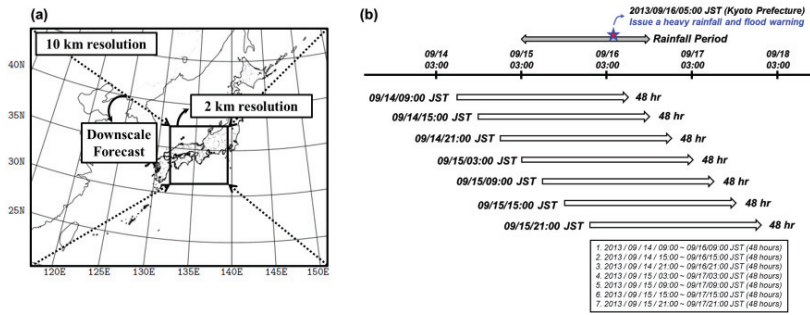 (a)
10 km resolution
2 km resolution
Downscale
Forecast
40N
35N
30N
25N
120E 125E 130E 135E 140E 145E 150E
(b)
2013/09/16/05:00 JST (Kyoto Prefecture)
Issue a heavy rainfall and flood warning
Rainfall Period
09/14 09/15 09/16 09/17 09/18
03:00 03:00 03:00 03:00 03:00
09/14/09:00 JST 48 hr
09/14/15:00 JST 48 hr
09/14/21:00 JST 48 hr
09/15/03:00 JST 48 hr
09/15/09:00 JST 48 hr
09/15/15:00 JST 48 hr
09/15/21:00 JST 48 hr
1. 2013 / 09 / 14 / 09:00 ~ 09/16/09:00 JST (48 hours)
2. 2013 / 09 / 14 / 15:00 ~ 09/16/15:00 JST (48 hours)
3. 2013 / 09 / 14 / 21:00 ~ 09/16/21:00 JST (48 hours)
4. 2013 / 09 / 15 / 03:00 ~ 09/17/03:00 JST (48 hours)
5. 2013 / 09 / 15 / 09:00 ~ 09/17/09:00 JST (48 hours)
6. 2013 / 09 / 15 / 15:00 ~ 09/17/15:00 JST (48 hours)
7. 2013 / 09 / 15 / 21:00 ~ 09/17/21:00 JST (48 hours)